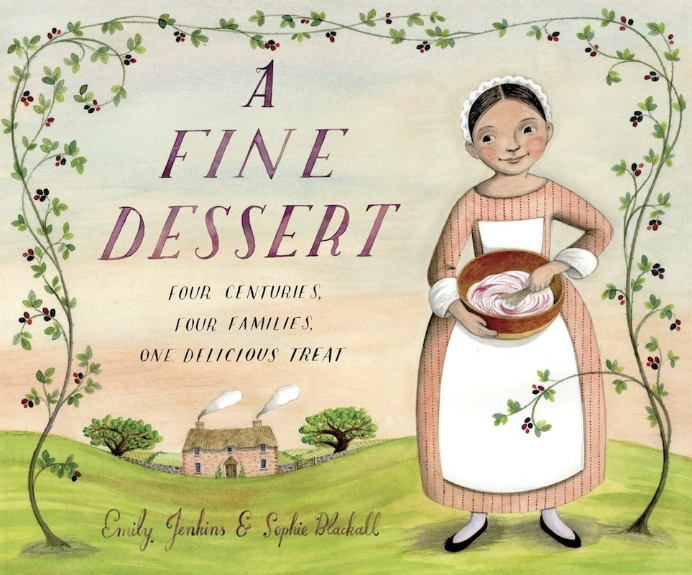 A
FINE
DESSERT
FOUR CENTURIES,
FOUR FAMILIES,
ONE DELICIOUS TREAT
Emily Jenkins & Sophie Blackall